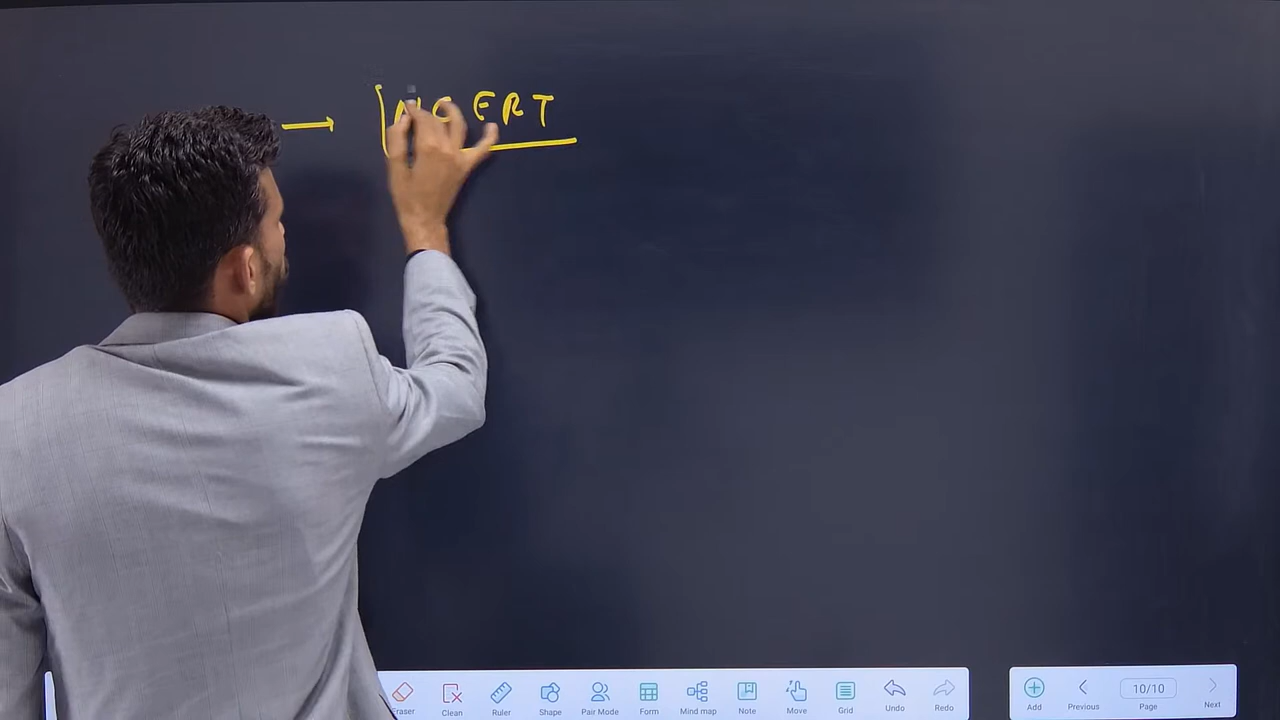 → NCERT
Eraser Clean Ruler Shape Pair Mode Form Mind map Note Move Grid Undo Redo
Add Previous 10/10 Page Next